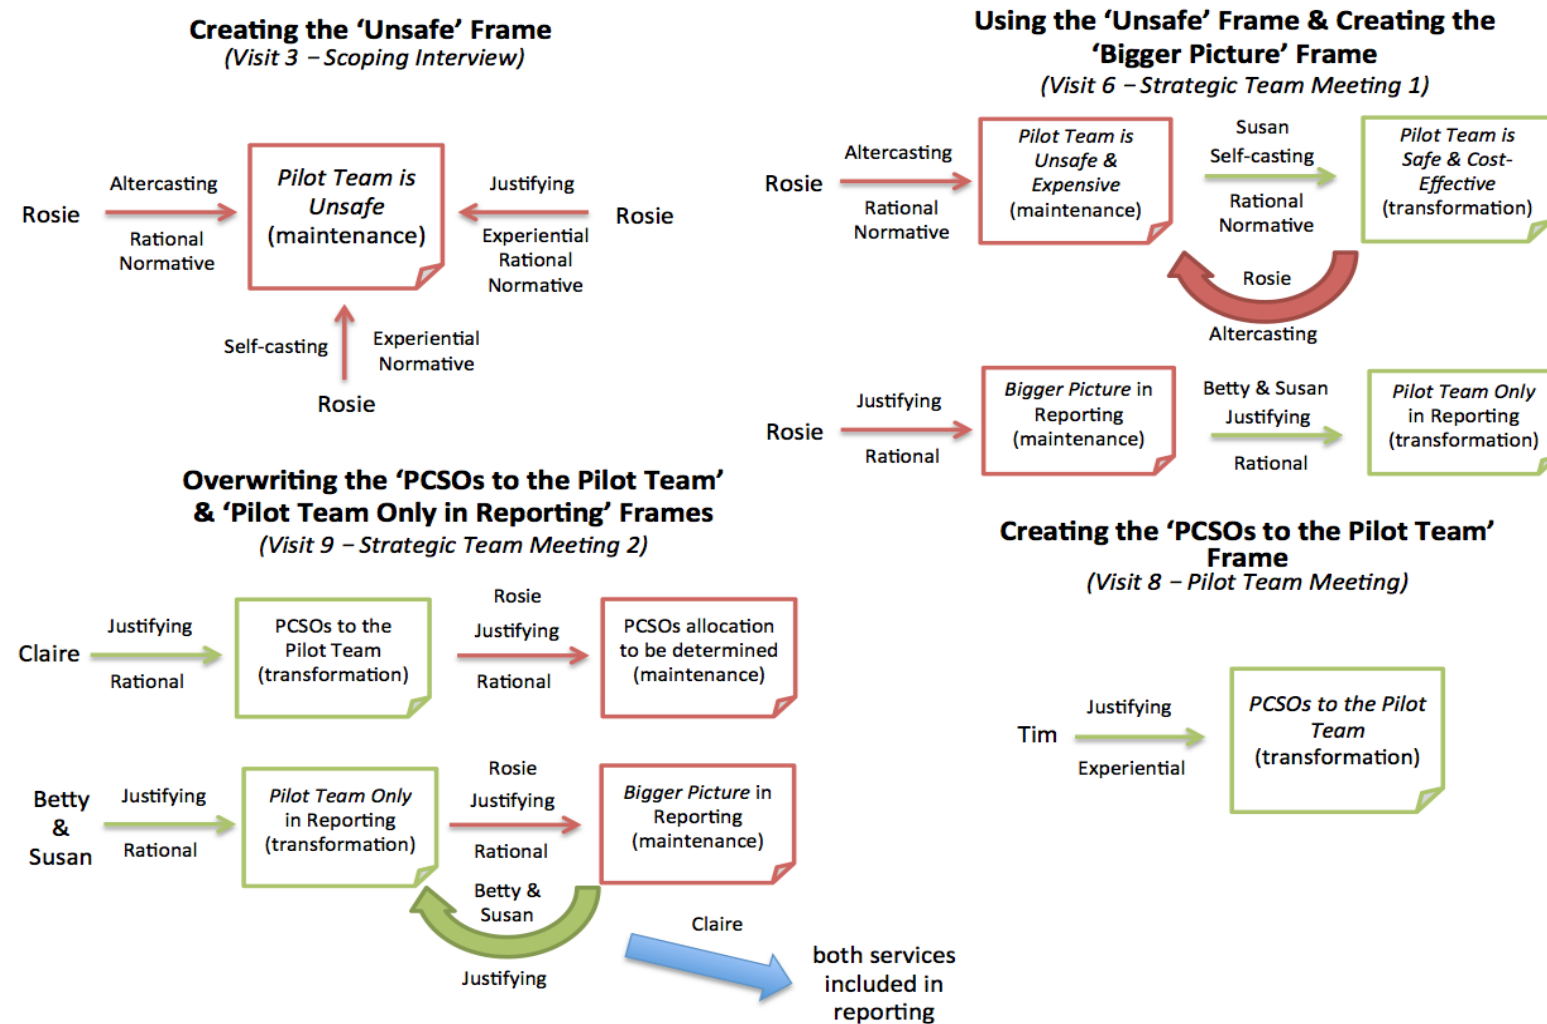 Creating the ‘Unsafe’ Frame
(Visit 3 – Scoping Interview)
Rosie
Altercasting
Rational
Normative
Pilot Team is
Unsafe
(maintenance)
Justifying
Experiential
Rational
Normative
Rosie
Self-casting
Experiential
Normative
Rosie
Using the ‘Unsafe’ Frame & Creating the
‘Bigger Picture’ Frame
(Visit 6 – Strategic Team Meeting 1)
Rosie
Altercasting
Rational
Normative
Pilot Team is
Unsafe &
Expensive
(maintenance)
Susan
Self-casting
Rational
Normative
Pilot Team is
Safe & Cost-
Effective
(transformation)
Rosie
Altercasting
Rosie
Justifying
Rational
Bigger Picture in
Reporting
(maintenance)
Betty & Susan
Justifying
Rational
Pilot Team Only
in Reporting
(transformation)
Overwriting the ‘PCSOs to the Pilot Team’
& ‘Pilot Team Only in Reporting’ Frames
(Visit 9 – Strategic Team Meeting 2)
Claire
Justifying
Rational
PCSOs to the
Pilot Team
(transformation)
Rosie
Justifying
Rational
PCSOs allocation
to be determined
(maintenance)
Betty
&
Susan
Justifying
Rational
Pilot Team Only
in Reporting
(transformation)
Rosie
Justifying
Rational
Bigger Picture in
Reporting
(maintenance)
Betty &
Susan
Justifying
Claire
both services
included in
reporting
Creating the ‘PCSOs to the Pilot Team’
Frame
(Visit 8 – Pilot Team Meeting)
Tim
Justifying
Experiential
PCSOs to the Pilot
Team
(transformation)